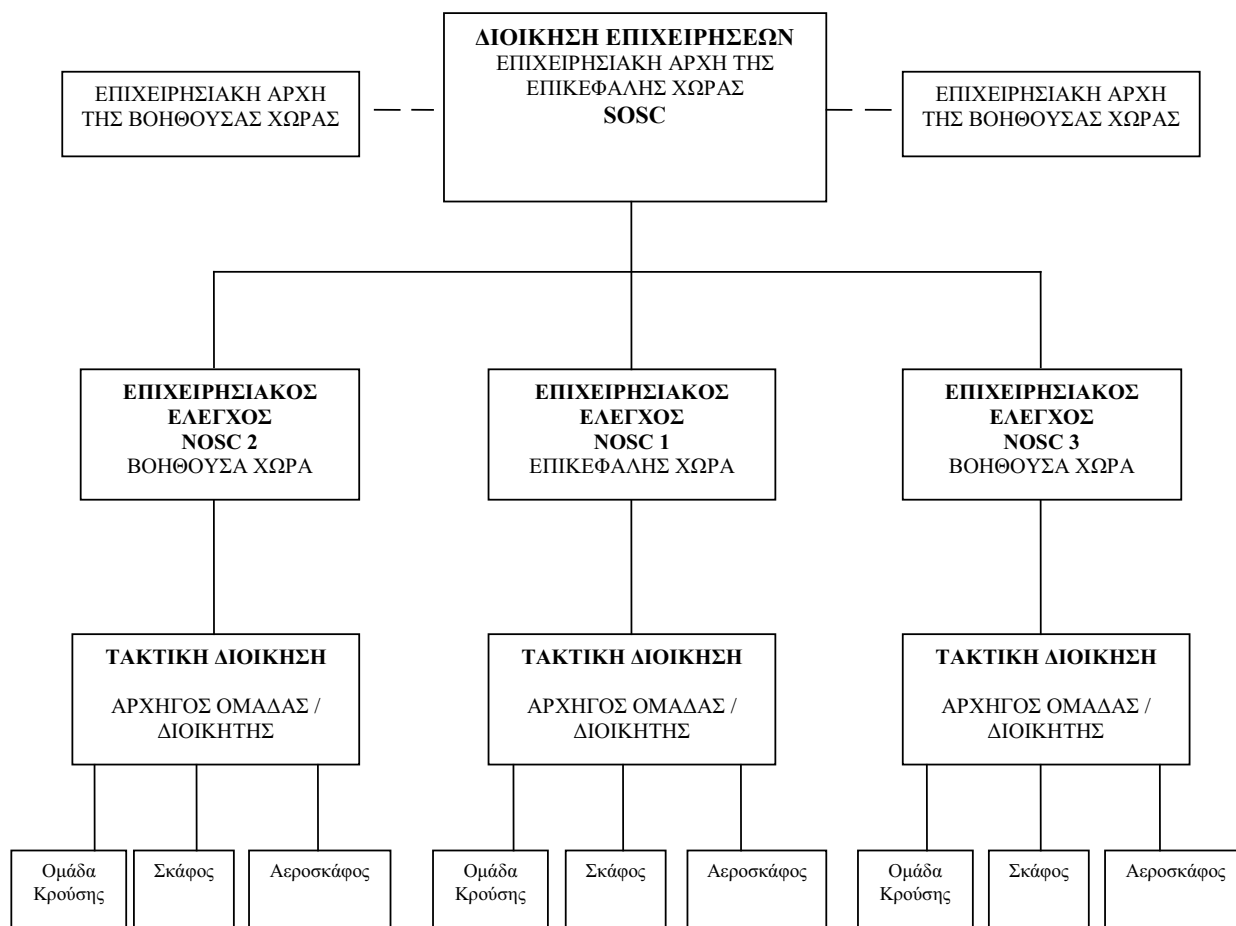 ΔΙΟΙΚΗΣΗ ΕΠΙΧΕΙΡΗΣΕΩΝ
ΕΠΙΧΕΙΡΗΣΙΑΚΗ ΑΡΧΗ ΤΗΣ
ΕΠΙΚΕΦΑΛΗΣ ΧΩΡΑΣ
SOSC
ΕΠΙΧΕΙΡΗΣΙΑΚΗ ΑΡΧΗ
ΤΗΣ ΒΟΗΘΟΥΣΑΣ ΧΩΡΑΣ
ΕΠΙΧΕΙΡΗΣΙΑΚΗ ΑΡΧΗ
ΤΗΣ ΒΟΗΘΟΥΣΑΣ ΧΩΡΑΣ
ΕΠΙΧΕΙΡΗΣΙΑΚΟΣ
ΕΛΕΓΧΟΣ
NOSC 2
ΒΟΗΘΟΥΣΑ ΧΩΡΑ
ΕΠΙΧΕΙΡΗΣΙΑΚΟΣ
ΕΛΕΓΧΟΣ
NOSC 1
ΕΠΙΚΕΦΑΛΗΣ ΧΩΡΑ
ΕΠΙΧΕΙΡΗΣΙΑΚΟΣ
ΕΛΕΓΧΟΣ
NOSC 3
ΒΟΗΘΟΥΣΑ ΧΩΡΑ
ΤΑΚΤΙΚΗ ΔΙΟΙΚΗΣΗ
ΑΡΧΗΓΟΣ ΟΜΑΔΑΣ /
ΔΙΟΙΚΗΤΗΣ
ΤΑΚΤΙΚΗ ΔΙΟΙΚΗΣΗ
ΑΡΧΗΓΟΣ ΟΜΑΔΑΣ /
ΔΙΟΙΚΗΤΗΣ
ΤΑΚΤΙΚΗ ΔΙΟΙΚΗΣΗ
ΑΡΧΗΓΟΣ ΟΜΑΔΑΣ /
ΔΙΟΙΚΗΤΗΣ
Ομάδα
Κρούσης
Σκάφος
Αεροσκάφος
Ομάδα
Κρούσης
Σκάφος
Αεροσκάφος
Ομάδα
Κρούσης
Σκάφος
Αεροσκάφος